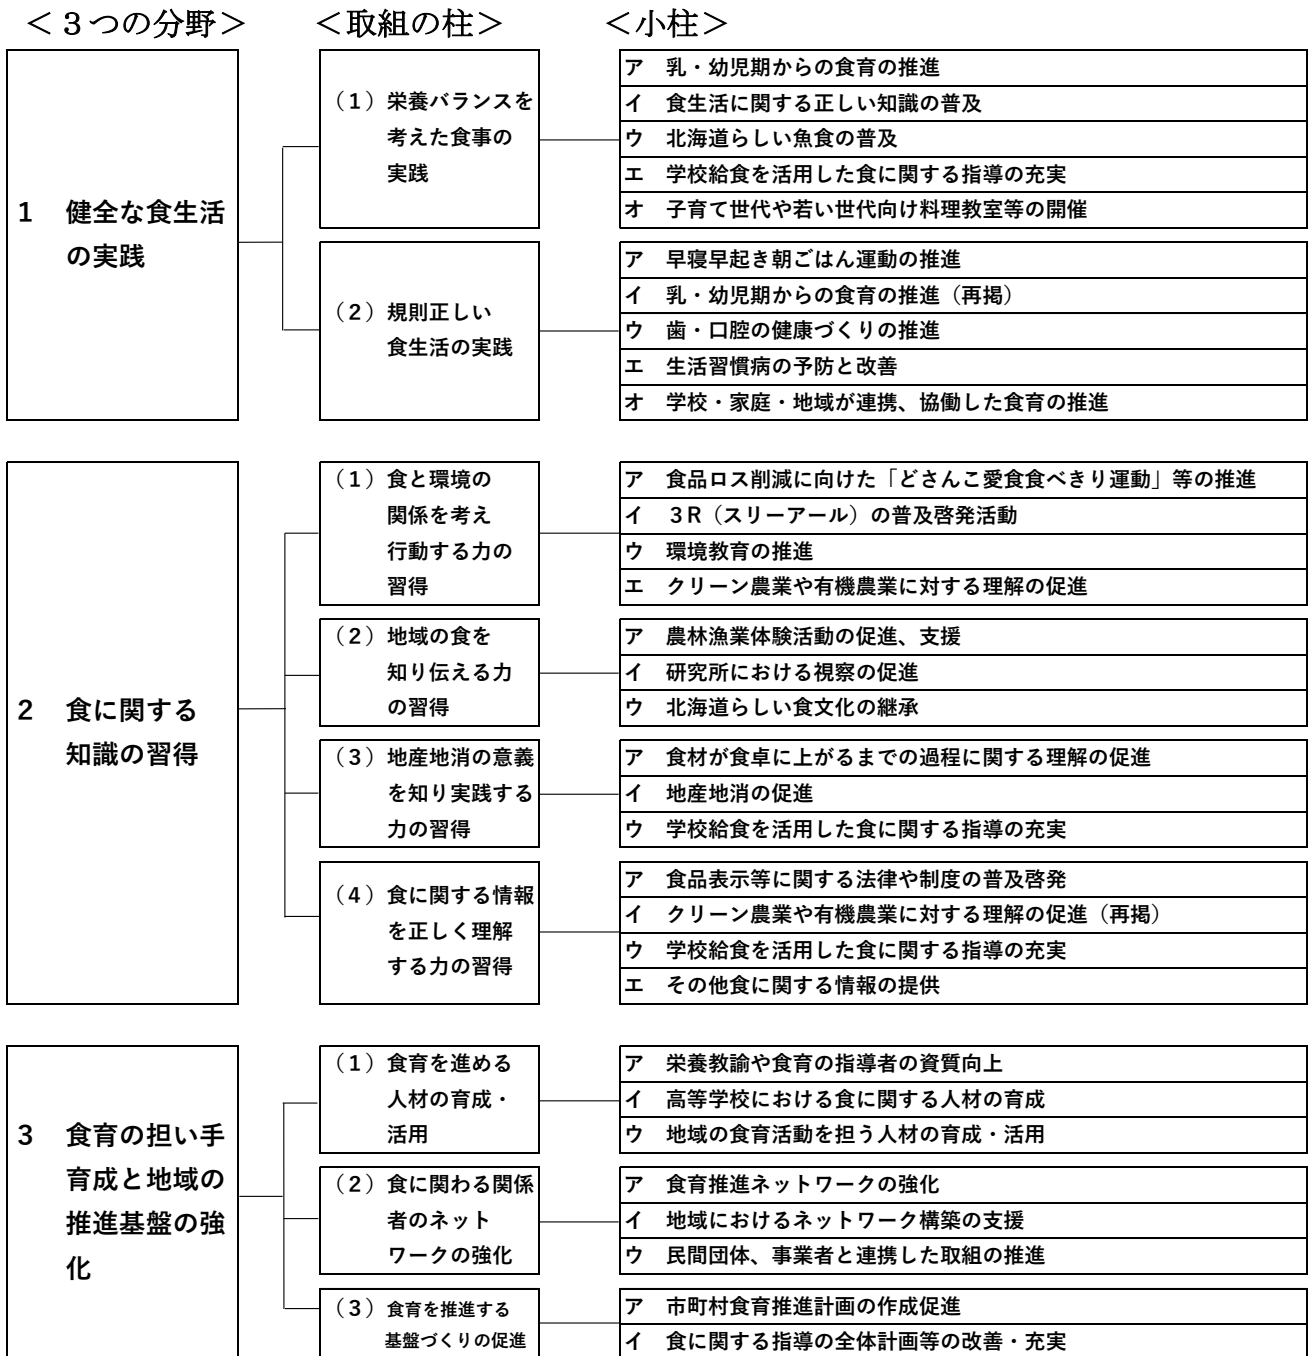 ＜３つの分野＞
＜取組の柱＞
＜小柱＞
1　健全な食生活
の実践
（1）栄養バランスを
考えた食事の
実践
ア　乳・幼児期からの食育の推進
イ　食生活に関する正しい知識の普及
ウ　北海道らしい魚食の普及
エ　学校給食を活用した食に関する指導の充実
オ　子育て世代や若い世代向け料理教室等の開催
（2）規則正しい
食生活の実践
ア　早寝早起き朝ごはん運動の推進
イ　乳・幼児期からの食育の推進（再掲）
ウ　歯・口腔の健康づくりの推進
エ　生活習慣病の予防と改善
オ　学校・家庭・地域が連携、協働した食育の推進
2　食に関する
知識の習得
（1）食と環境の
関係を考え
行動する力の
習得
ア　食品ロス削減に向けた「どさんこ愛食食べきり運動」等の推進
イ　３R（スリーアール）の普及啓発活動
ウ　環境教育の推進
エ　クリーン農業や有機農業に対する理解の促進
（2）地域の食を
知り伝える力
の習得
ア　農林漁業体験活動の促進、支援
イ　研究所における視察の促進
ウ　北海道らしい食文化の継承
（3）地産地消の意義
を知り実践する
力の習得
ア　食材が食卓に上がるまでの過程に関する理解の促進
イ　地産地消の促進
ウ　学校給食を活用した食に関する指導の充実
（4）食に関する情報
を正しく理解
する力の習得
ア　食品表示等に関する法律や制度の普及啓発
イ　クリーン農業や有機農業に対する理解の促進（再掲）
ウ　学校給食を活用した食に関する指導の充実
エ　その他食に関する情報の提供
3　食育の担い手
育成と地域の
推進基盤の強
化
（1）食育を進める
人材の育成・
活用
ア　栄養教諭や食育の指導者の資質向上
イ　高等学校における食に関する人材の育成
ウ　地域の食育活動を担う人材の育成・活用
（2）食に関わる関係
者のネット
ワークの強化
ア　食育推進ネットワークの強化
イ　地域におけるネットワーク構築の支援
ウ　民間団体、事業者と連携した取組の推進
（3）食育を推進する
基盤づくりの促進
ア　市町村食育推進計画の作成促進
イ　食に関する指導の全体計画等の改善・充実